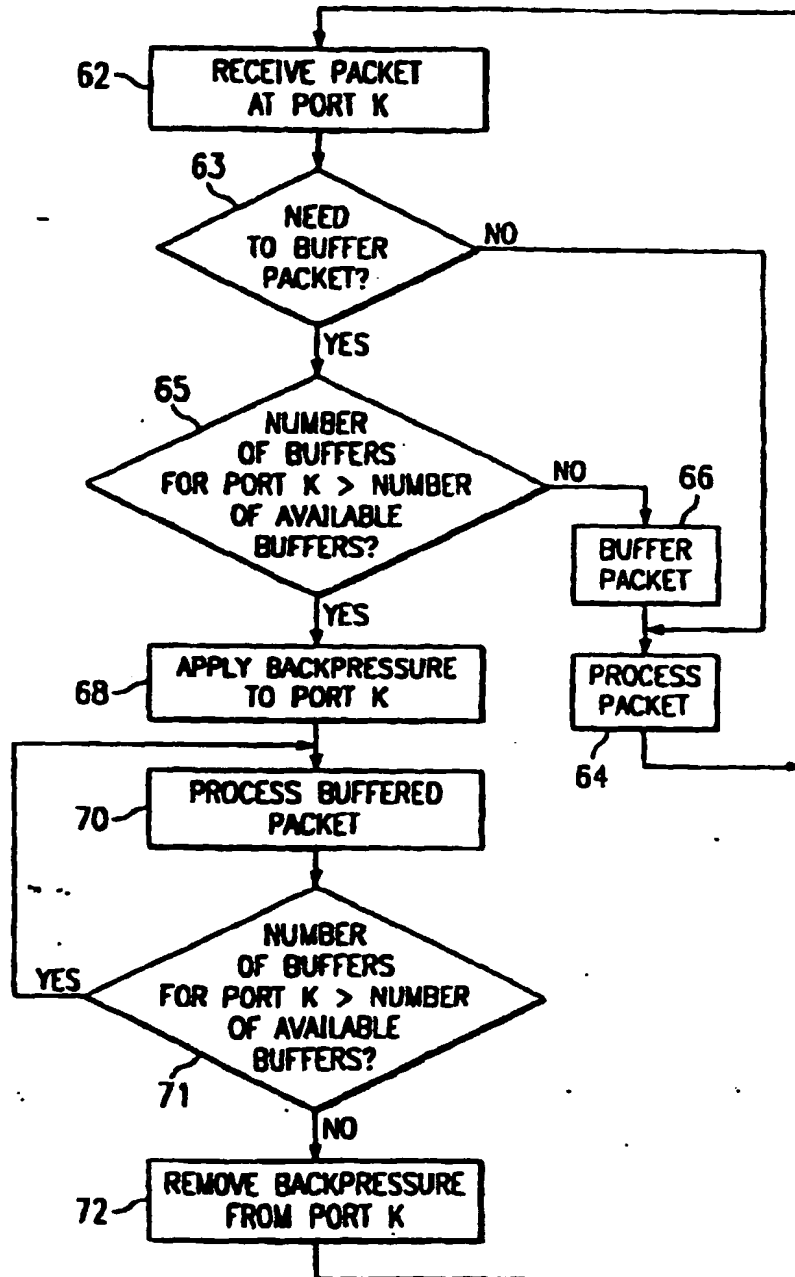 62
RECEIVE PACKET
AT PORT K
63
NEED
TO BUFFER
PACKET?
NO
YES
65
NUMBER
OF BUFFERS
FOR PORT K > NUMBER
OF AVAILABLE
BUFFERS?
NO
66
BUFFER
PACKET
YES
68
APPLY BACKPRESSURE
TO PORT K
PROCESS
PACKET
64
70
PROCESS BUFFERED
PACKET
NUMBER
OF BUFFERS
FOR PORT K > NUMBER
OF AVAILABLE
BUFFERS?
YES
71
NO
72
REMOVE BACKPRESSURE
FROM PORT K